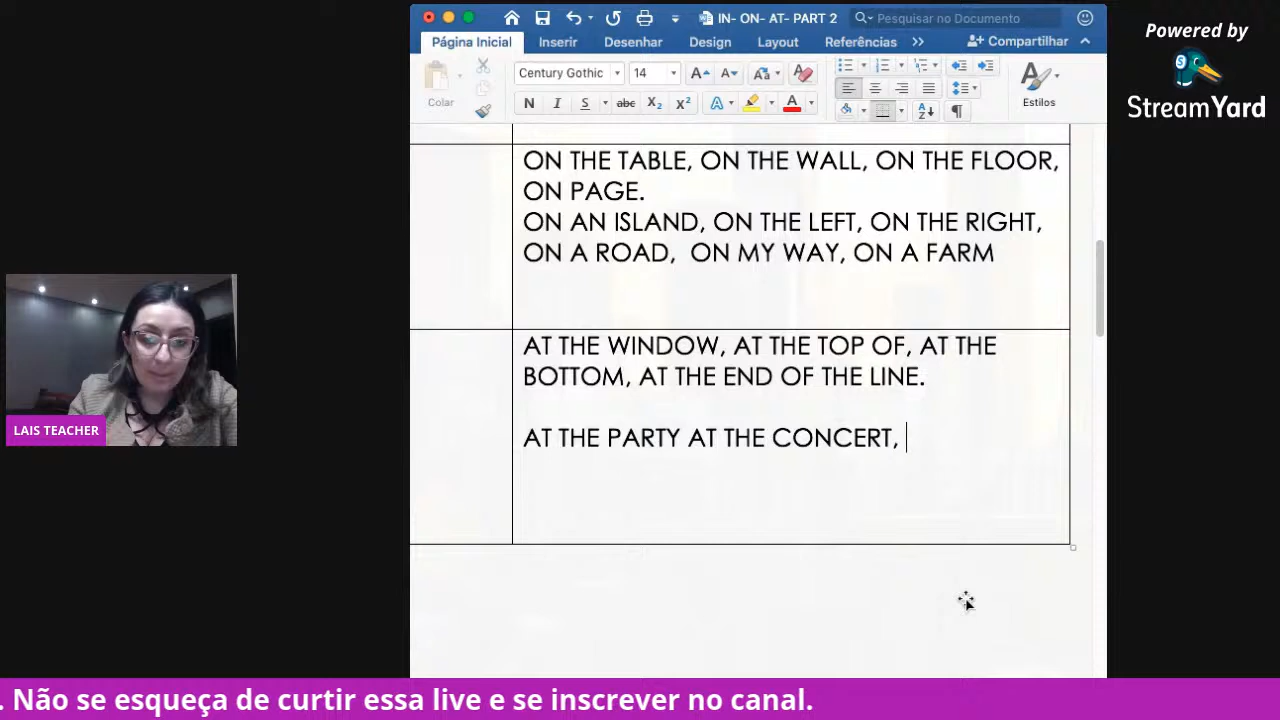 IN- ON- AT- PART 2
Pesquisar no Documento
Página Inicial
Inserir
Desenhar
Design
Layout
Referências
Compartilhar
Colar
Century Gothic
14
N I S abc X₂ X² A A
Estilos
Powered by
StreamYard
ON THE TABLE, ON THE WALL, ON THE FLOOR,
ON PAGE.
ON AN ISLAND, ON THE LEFT, ON THE RIGHT,
ON A ROAD, ON MY WAY, ON A FARM
AT THE WINDOW, AT THE TOP OF, AT THE
BOTTOM, AT THE END OF THE LINE.
AT THE PARTY AT THE CONCERT,
LAIS TEACHER
. Não se esqueça de curtir essa live e se inscrever no canal.